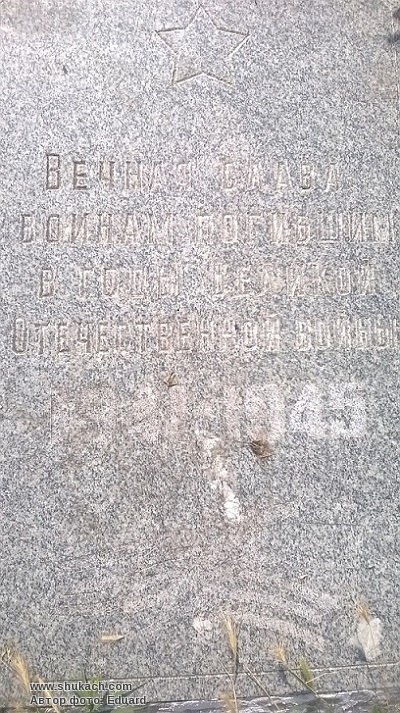 Вечная слава
воинам погибшим
в годы Великой
Отечественной войны
1941-1945
www.shukach.com
Автор фото: Eduard